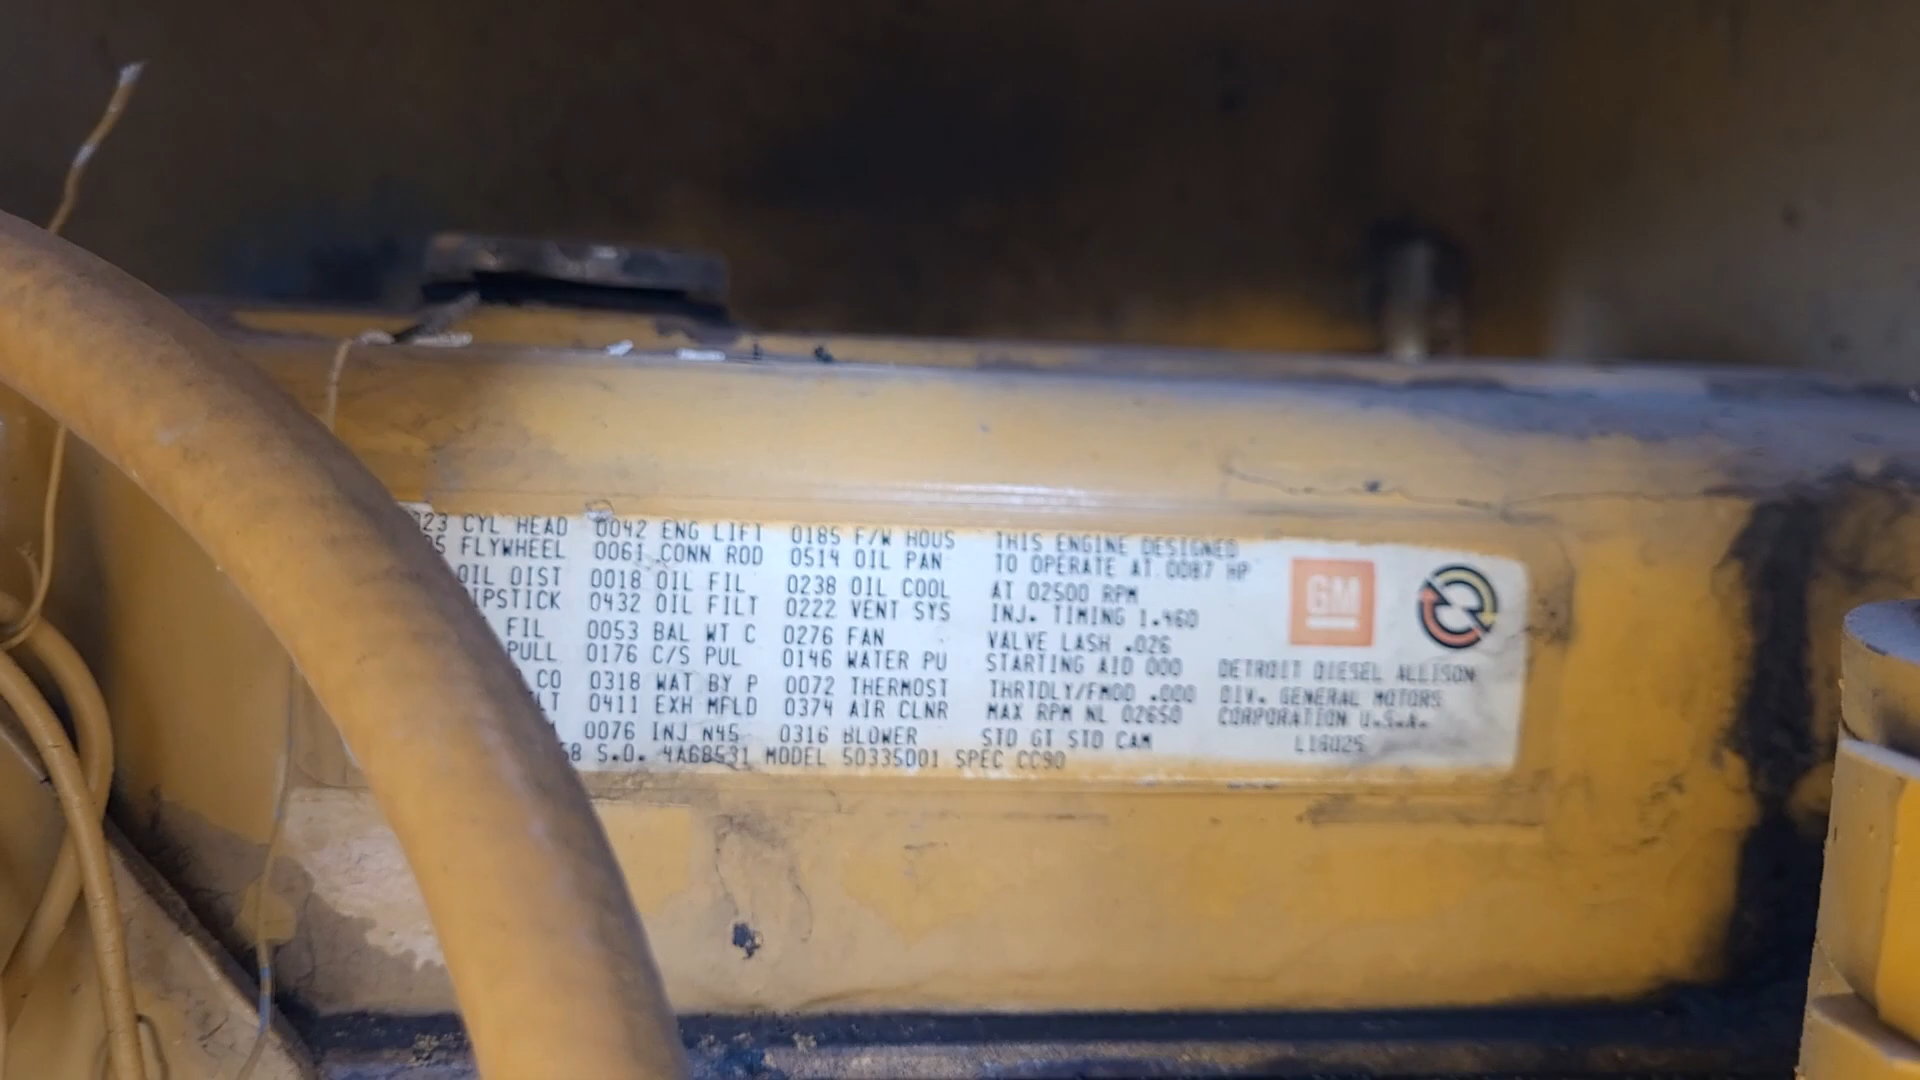 23 CYL HEAD 0042 ENG LIFT 0185 F/W HOUS THIS ENGINE DESIGNED
5 FLYWHEEL 0061 CONN ROD 0514 OIL PAN TO OPERATE AT 0087 HP
OIL DIST 0018 OIL FIL 0238 OIL COOL AT 02500 RPM
IPSTICK 0432 OIL FILT 0222 VENT SYS INJ. TIMING 1.460
FIL 0053 BAL WT C 0276 FAN VALVE LASH .026
PULL 0176 C/S PUL 0146 WATER PU STARTING AID 000
CO 0318 WAT BY P 0072 THERMOST THRTDLY/FMOD .000
LT 0411 EXH MFLD 0374 AIR CLNR MAX RPM NL 02650
0076 INJ N45 0316 BLOWER STD GT STD CAM
58 S.O. 4A68531 MODEL 50335001 SPEC CC90
GM
DETROIT DIESEL ALLISON
DIV. GENERAL MOTORS
CORPORATION U.S.A.